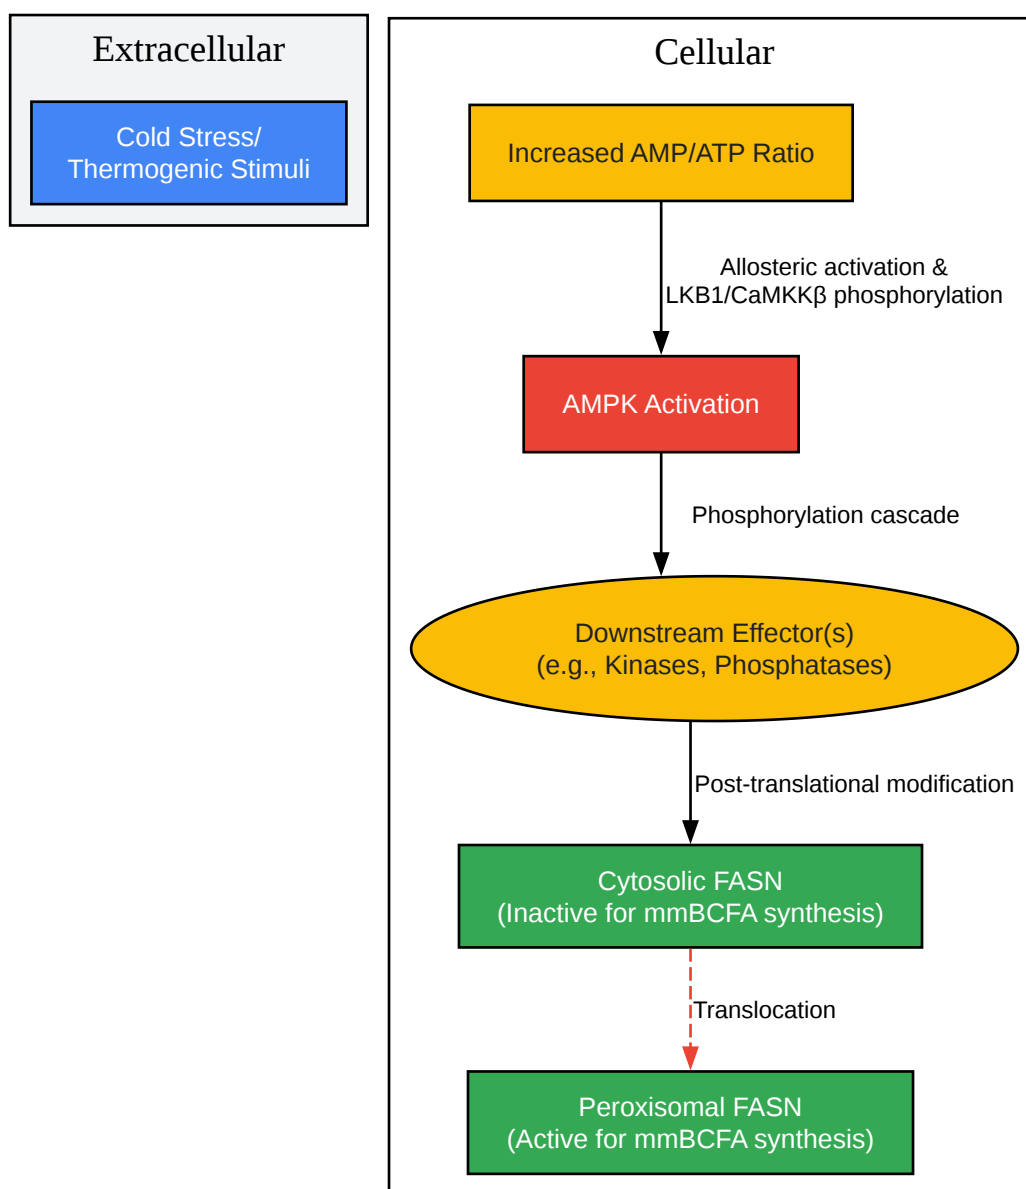 Extracellular
Cold Stress/
Thermogenic Stimuli
Cellular
Increased AMP/ATP Ratio
Allosteric activation &
LKB1/CaMKKβ phosphorylation
AMPK Activation
Phosphorylation cascade
Downstream Effector(s)
(e.g., Kinases, Phosphatases)
Post-translational modification
Cytosolic FASN
(Inactive for mmBCFA synthesis)
Translocation
Peroxisomal FASN
(Active for mmBCFA synthesis)